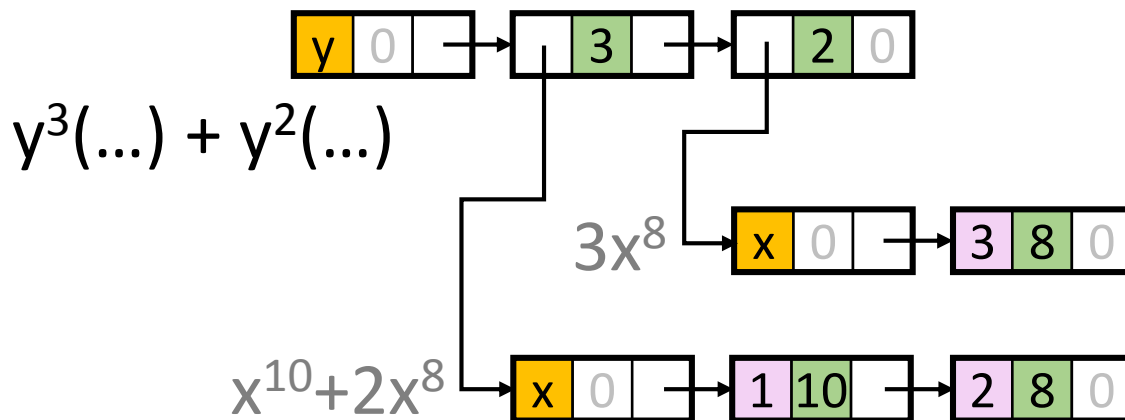 y 0 3 2 0
y³(...) + y²(...)
3x⁸ x 0 3 8 0
x¹⁰+2x⁸ x 0 1 10 2 8 0